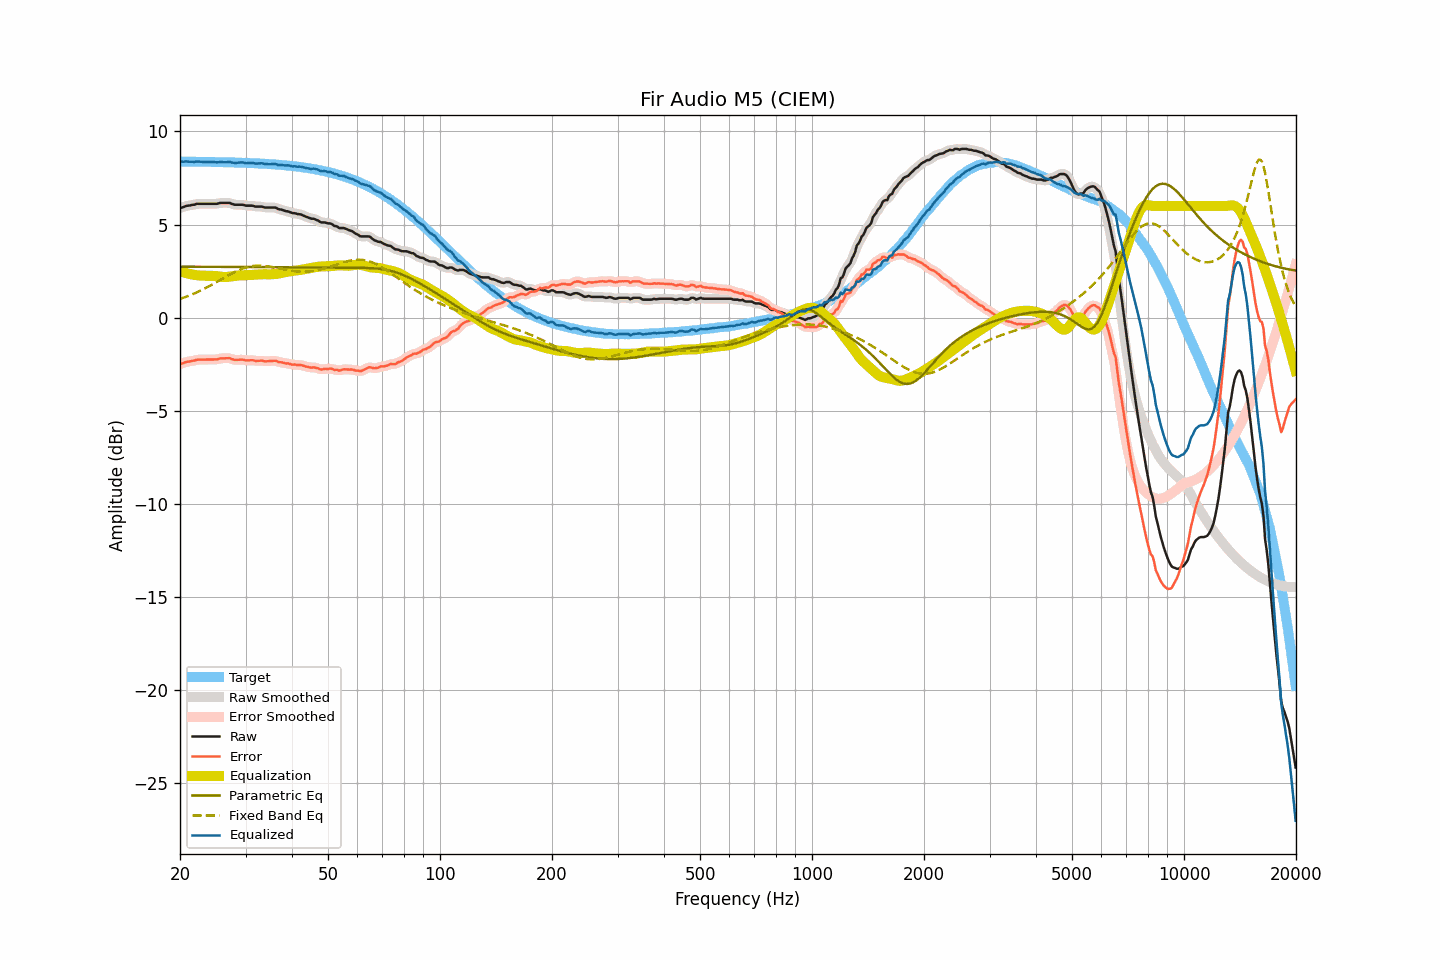 Fir Audio M5 (CIEM)
10
5
0
−5
−10
−15
−20
−25
Amplitude (dBr)
Target
Raw Smoothed
Error Smoothed
Raw
Error
Equalization
Parametric Eq
Fixed Band Eq
Equalized
20 50 100 200 500 1000 2000 5000 10000 20000
Frequency (Hz)